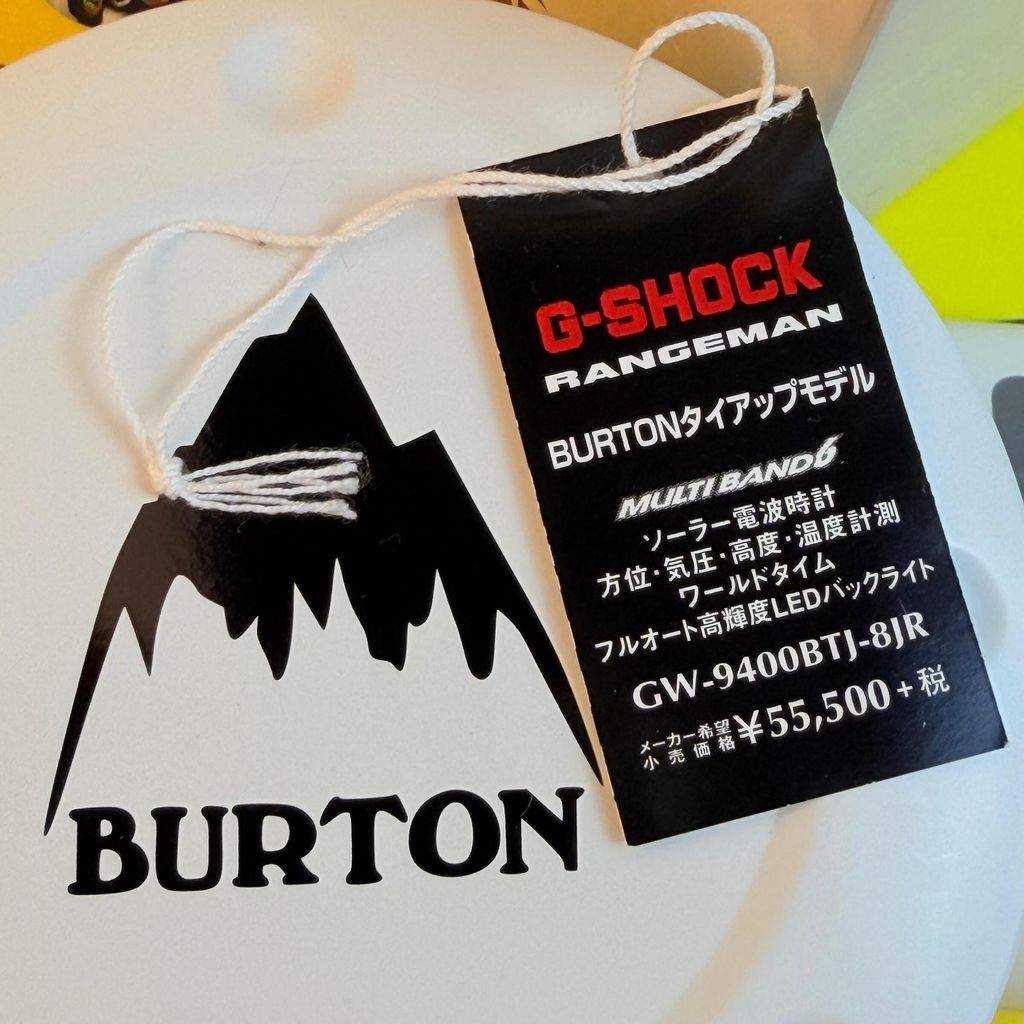 G-SHOCK
RANGEMAN
BURTONタイアップモデル
MULTI BAND 6
ソーラー電波時計
方位・気圧・高度・温度計測
ワールドタイム
フルオート高輝度LEDバックライト
GW-9400BTJ-8JR
メーカー希望
小売価格 ¥55,500+税
BURTON